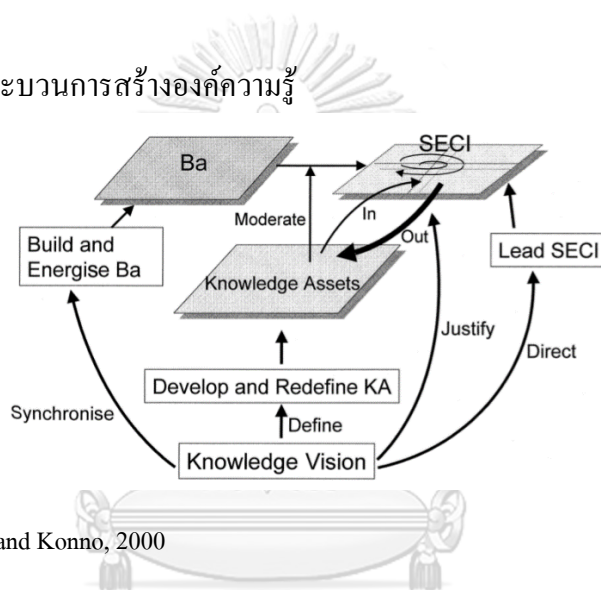 ะบวนการสร้างองค์ความรู้
Ba
SECI
Moderate
In
Out
Build and
Energise Ba
Knowledge Assets
Lead SECI
Justify
Direct
Develop and Redefine KA
Synchronise
Define
Knowledge Vision
and Konno, 2000